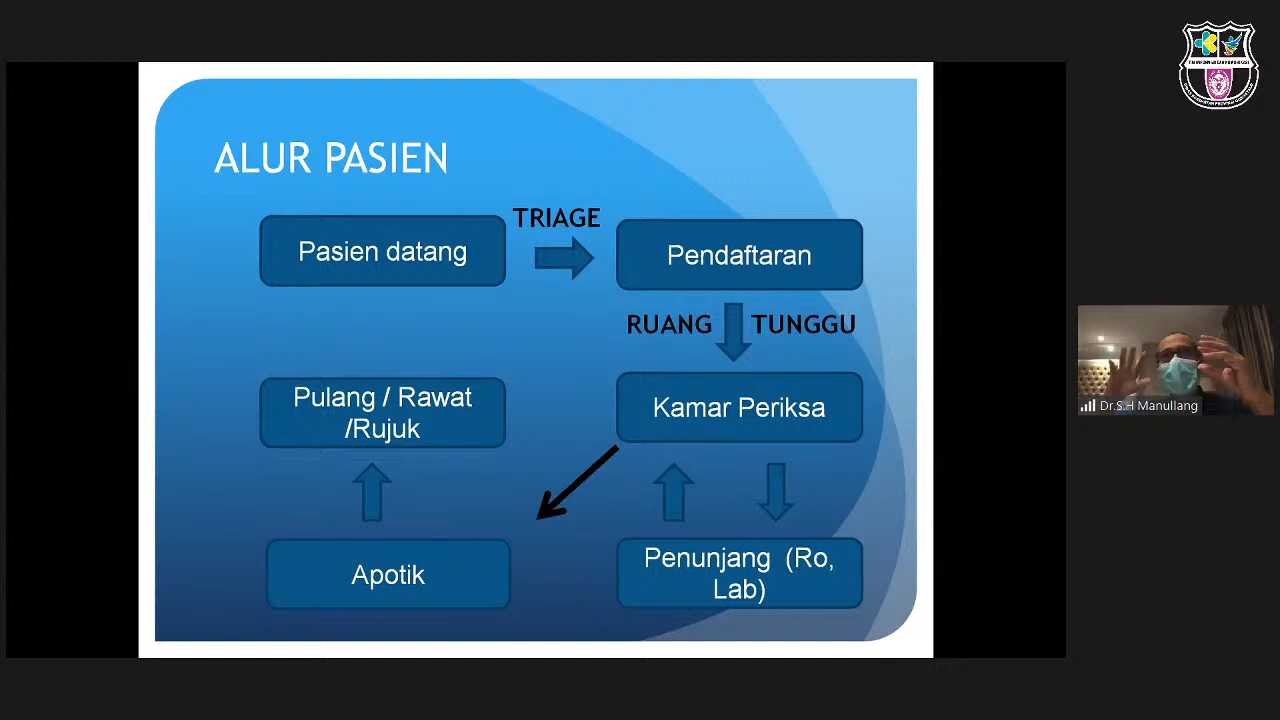 ALUR PASIEN
TRIAGE
Pasien datang
Pendaftaran
RUANG TUNGGU
Pulang / Rawat
/Rujuk
Kamar Periksa
Apotik
Penunjang (Ro,
Lab)
Dr.S.H Manullang